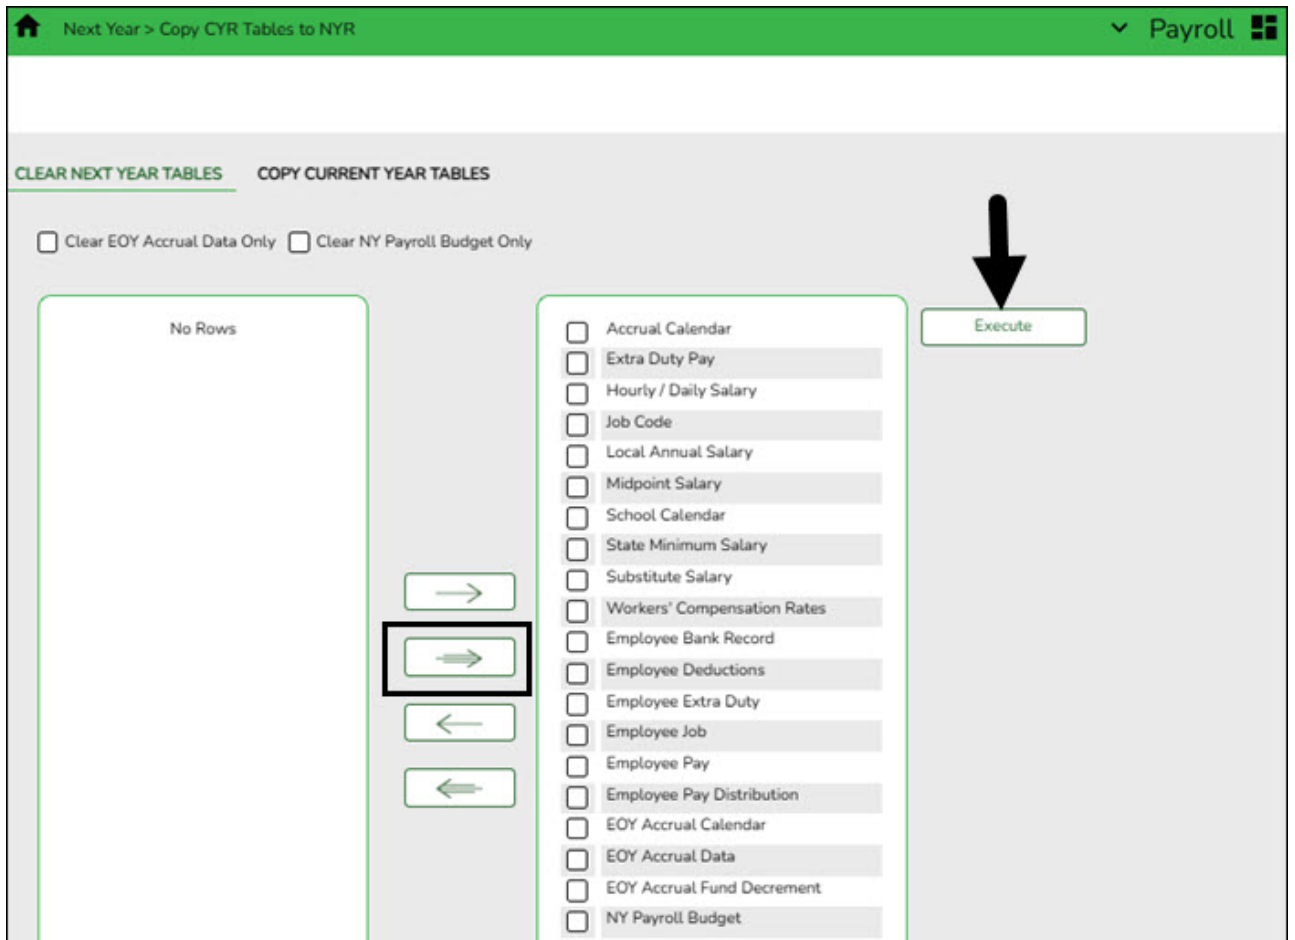 Next Year > Copy CYR Tables to NYR
Payroll
CLEAR NEXT YEAR TABLES
COPY CURRENT YEAR TABLES
Clear EOY Accrual Data Only
Clear NY Payroll Budget Only
No Rows
Accrual Calendar
Extra Duty Pay
Hourly / Daily Salary
Job Code
Local Annual Salary
Midpoint Salary
School Calendar
State Minimum Salary
Substitute Salary
Workers' Compensation Rates
Employee Bank Record
Employee Deductions
Employee Extra Duty
Employee Job
Employee Pay
Employee Pay Distribution
EOY Accrual Calendar
EOY Accrual Data
EOY Accrual Fund Decrement
NY Payroll Budget
Execute